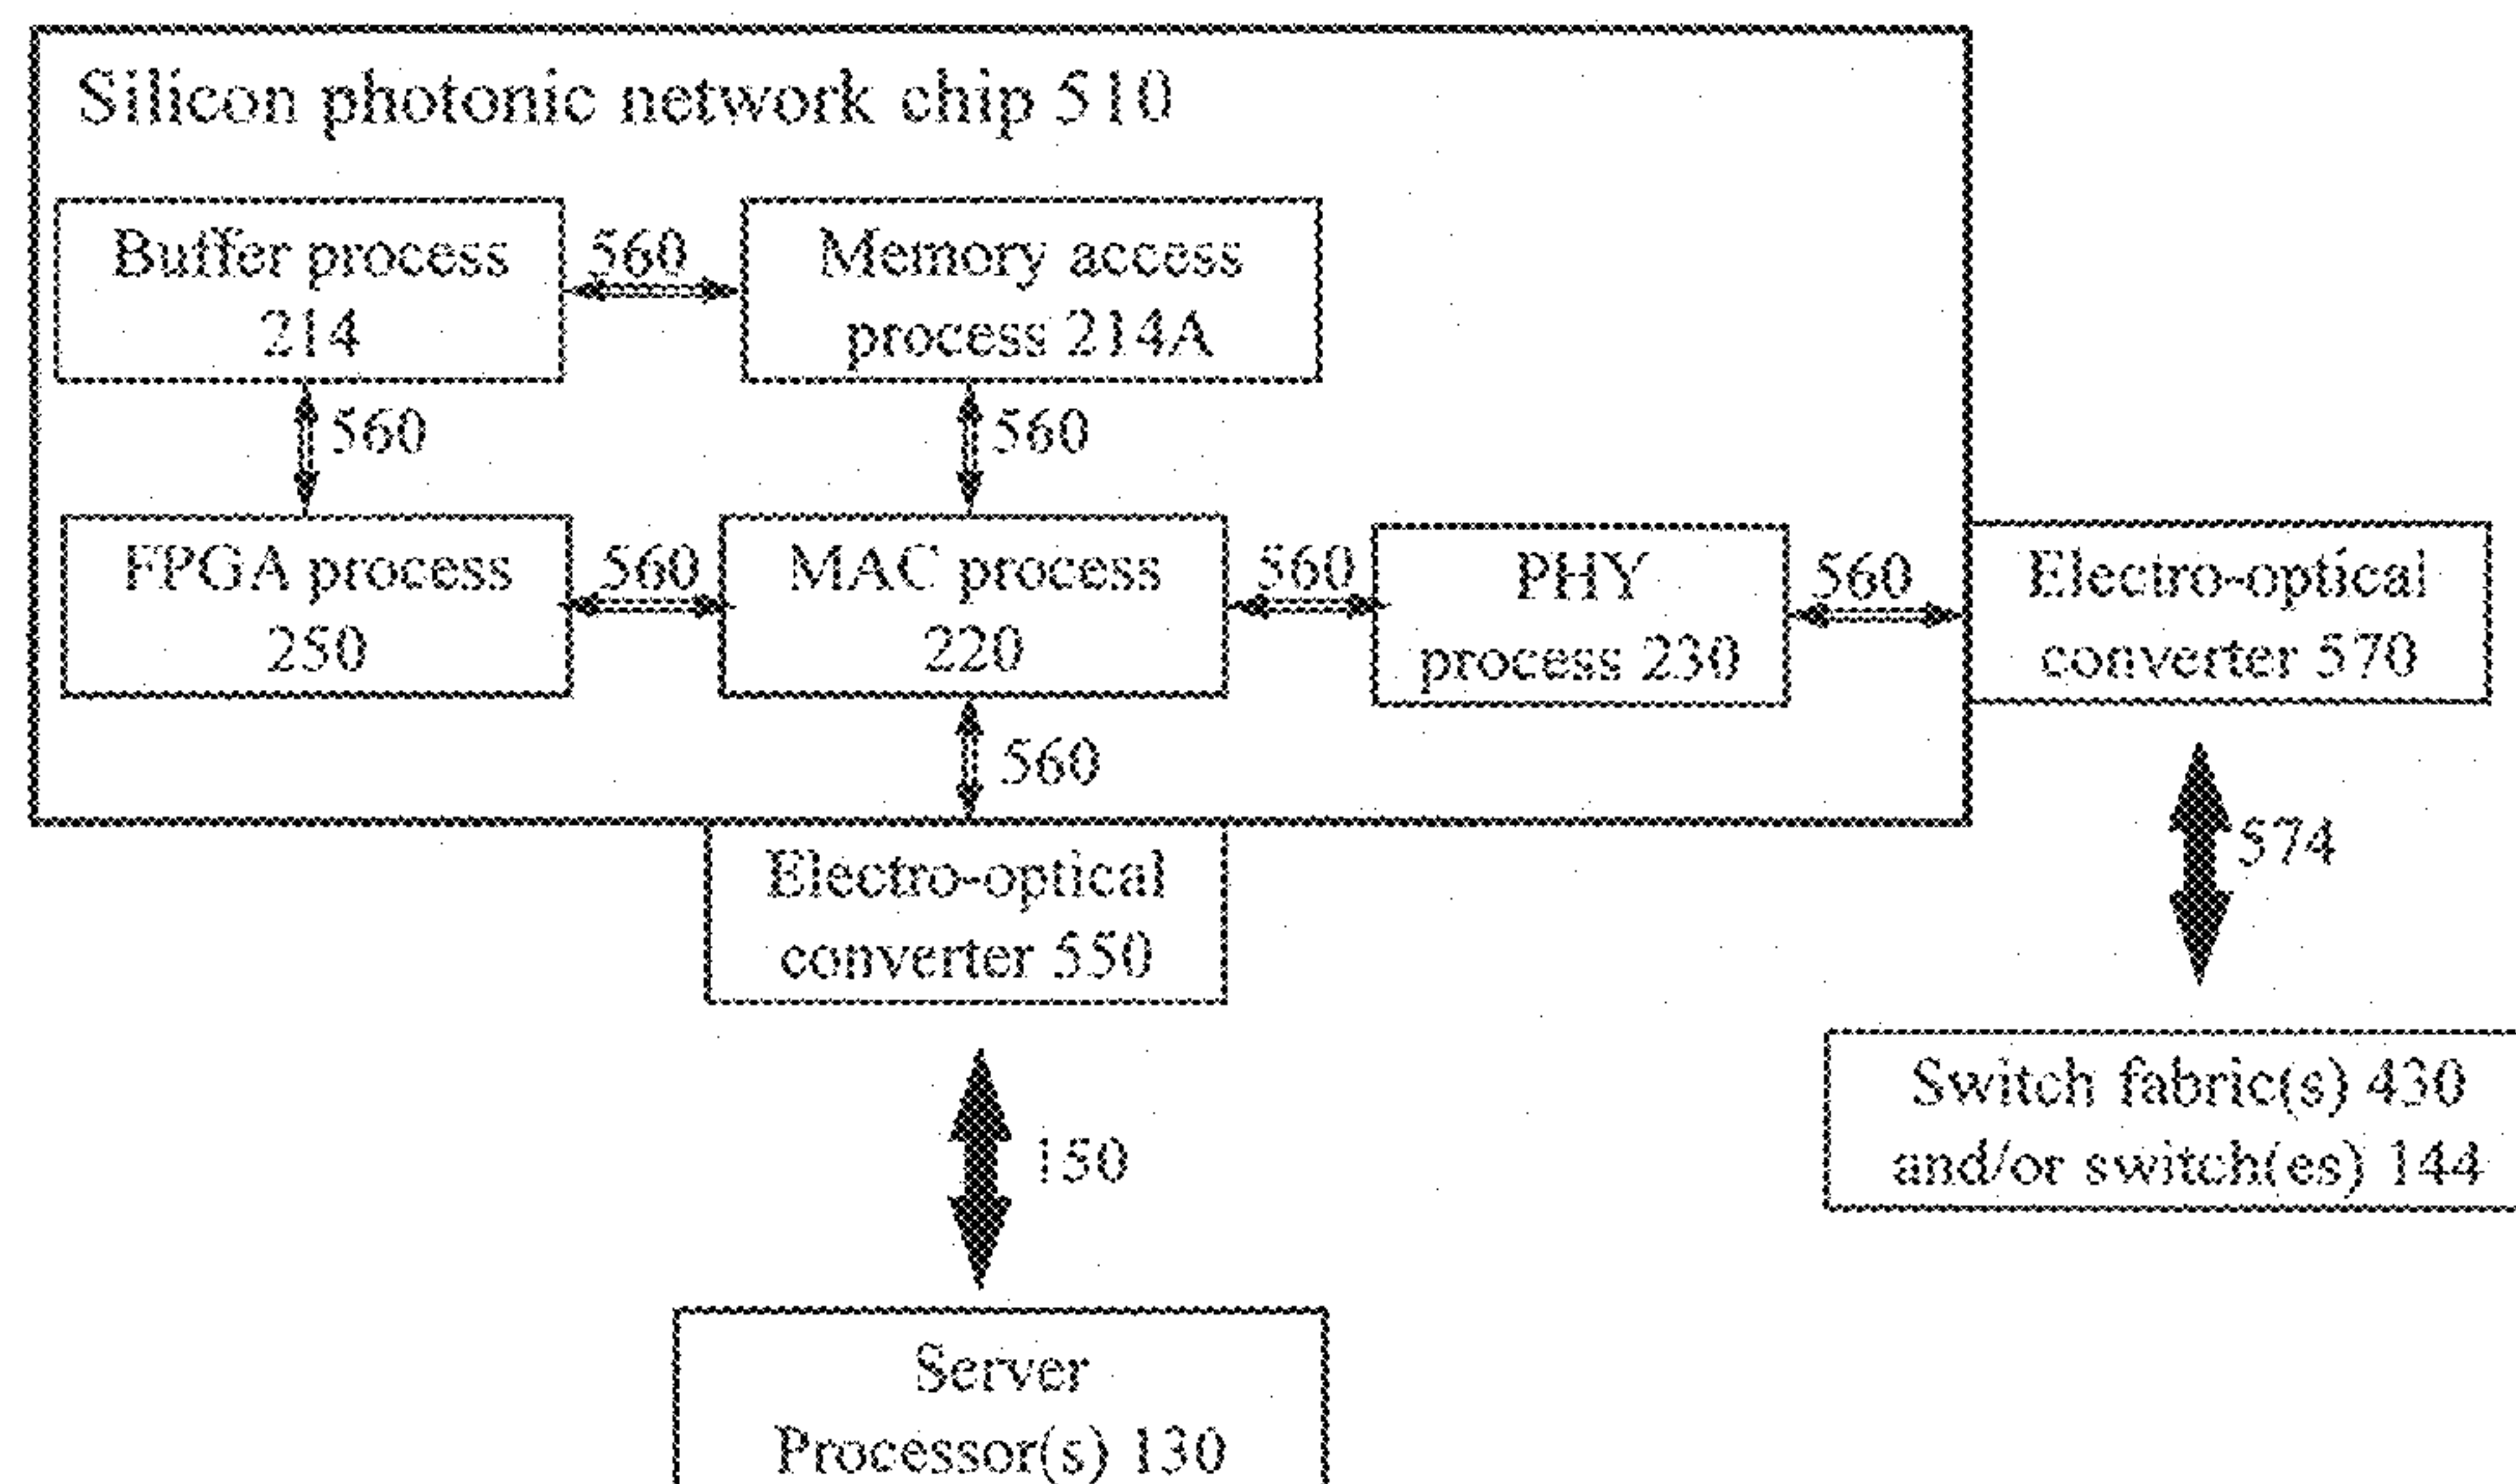 Silicon photonic network chip 510
Buffer process
214
560
Memory access
process 214A
560
560
FPGA process
250
560
MAC process
220
560
PHY
process 230
560
Electro-optical
converter 570
560
574
Electro-optical
converter 550
150
Switch fabric(s) 430
and/or switch(es) 144
Server
Processor(s) 130